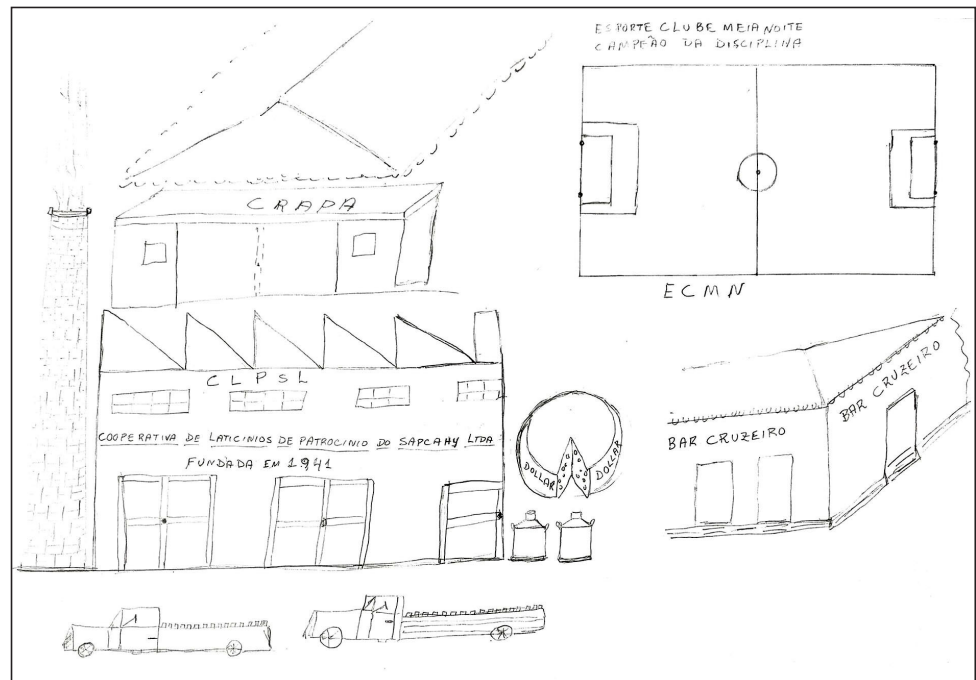 ESPORTE CLUBE MEIA NOITE
CAMPEÃO DA DISCIPLINA
CRAPA
ECMN
CLPSL
COOPERATIVA DE LATICINIOS DE PATROCINIO DO SAPCAHY LTDA
FUNDADA EM 1941
DOLLAR
DOLLAR
BAR CRUZEIRO
BAR CRUZEIRO